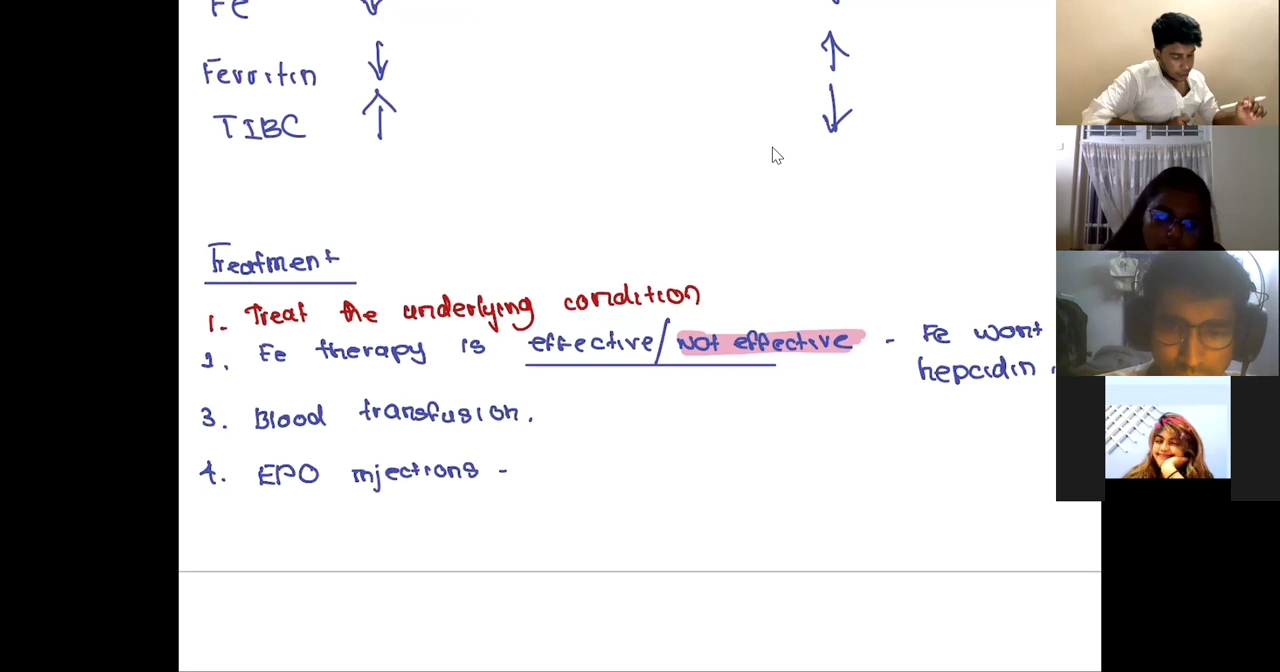 Fe ↓
Ferritin ↓ ↑
TIBC ↑ ↓
Treatment
1. Treat the underlying condition
2. Fe therapy is effective/Not effective - Fe wont
hepcidin
3. Blood transfusion.
4. EPO injections -